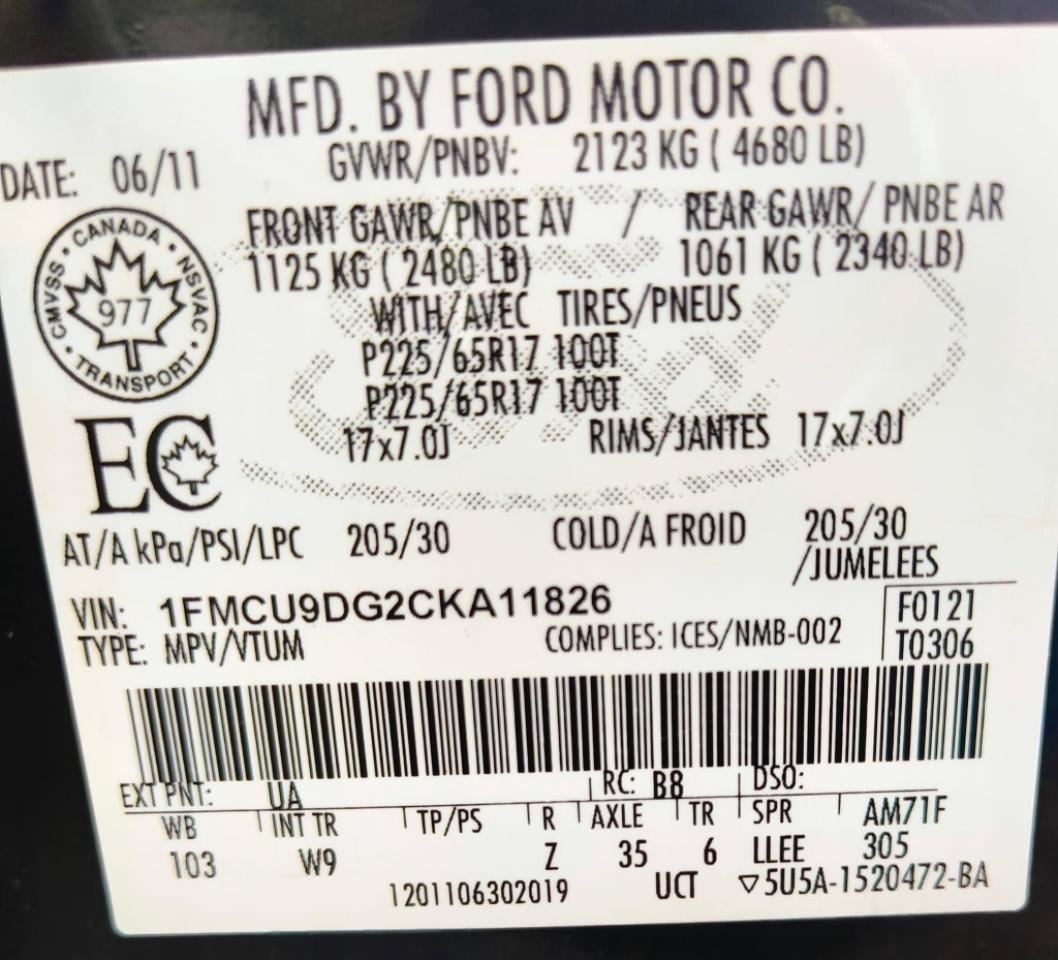 MFD. BY FORD MOTOR CO.
DATE: 06/11
GVWR/PNBV: 2123 KG ( 4680 LB)
FRONT GAWR/PNBE AV / REAR GAWR/ PNBE AR
1125 KG ( 2480 LB) 1061 KG ( 2340 LB)
WITH/AVEC TIRES/PNEUS
P225/65R17 100T
P225/65R17 100T
17x7.0J RIMS/JANTES 17x7.0J
CANADA • NSVAC • TRANSPORT • CMVSS •
977
EC
AT/A kPa/PSI/LPC 205/30 COLD/A FROID 205/30
/JUMELEES
VIN: 1FMCU9DG2CKA11826 F0121
TYPE: MPV/VTUM COMPLIES: ICES/NMB-002 T0306
EXT PNT: UA RC: B8 DSO:
WB INT TR TP/PS R AXLE TR SPR AM71F
103 W9 Z 35 6 LLEE 305
1201106302019 UCT ▽5U5A-1520472-BA